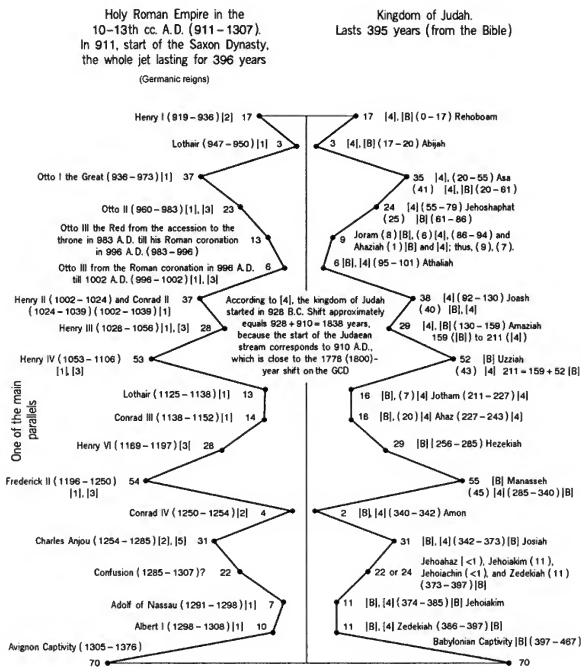 Holy Roman Empire in the
10-13th cc. A.D. (911-1307).
In 911, start of the Saxon Dynasty,
the whole jet lasting for 396 years
(Germanic reigns)
Kingdom of Judah.
Lasts 395 years (from the Bible)
Henry I (919-936) |2] 17
17 |4], |B] (0-17) Rehoboam
Lothair (947-950) |1] 3
3 |4], |B] (17-20) Abijah
Otto I the Great (936-973) |1] 37
35 |4], (20-55) Asa
(41) |4], |B] (20-61)
Otto II (960-983) |1], |3] 23
24 |4] (55-79) Jehoshaphat
(25) |B] (61-86)
Otto III the Red from the accession to the
throne in 983 A.D. till his Roman coronation
in 996 A.D. (983-996)
13
9
Joram (8) |B], (6) |4], (86-94) and
Ahaziah (1) |B] and |4]; thus, (9), (7).
Otto III from the Roman coronation in 996 A.D.
till 1002 A.D. (996-1002) |1], |3]
6
6 |B], |4] (95-101) Athaliah
Henry II (1002-1024) and Conrad II
(1024-1039) (1002-1039) |1]
37
38 |4] (92-130) Joash
(40) |B], |4]
Henry III (1028-1056) |1], |3] 28
29 |4], |B] (130-159) Amaziah
159 (|B]) to 211 (|4])
According to |4], the kingdom of Judah
started in 928 B.C. Shift approximately
equals 928+910=1838 years,
because the start of the Judaean
stream corresponds to 910 A.D.,
which is close to the 1778 (1800)-
year shift on the GCD
Henry IV (1053-1106)
|1], |3]
53
52 |B] Uzziah
(43) |4] 211=159+52 |B]
One of the main
parallels
Lothair (1125-1138) |1] 13
16 |B], (7) |4] Jotham (211-227) |4]
Conrad III (1138-1152) |1] 14
16 |B], (20) |4] Ahaz (227-243) |4]
Henry VI (1169-1197) |3] 28
29 |B] (256-285) Hezekiah
Frederick II (1196-1250)
|1], |3]
54
55 |B] Manasseh
(45) |4] (285-340) |B]
Conrad IV (1250-1254) |2] 4
2 |B], |4] (340-342) Amon
Charles Anjou (1254-1285) |2], |5] 31
31 |B], |4] (342-373) |B] Josiah
Confusion (1285-1307)? 22
22 or 24
Jehoahaz (<1), Jehoiakim (11),
Jehoiachin (<1), and Zedekiah (11)
(373-397) |B]
Adolf of Nassau (1291-1298) |1] 7
11 |B], |4] (374-385) |B] Jehoiakim
Albert I (1298-1308) |1] 10
11 |B], |4] Zedekiah (386-397) |B]
Avignon Captivity (1305-1376)
70
Babylonian Captivity |B] (397-467)
70